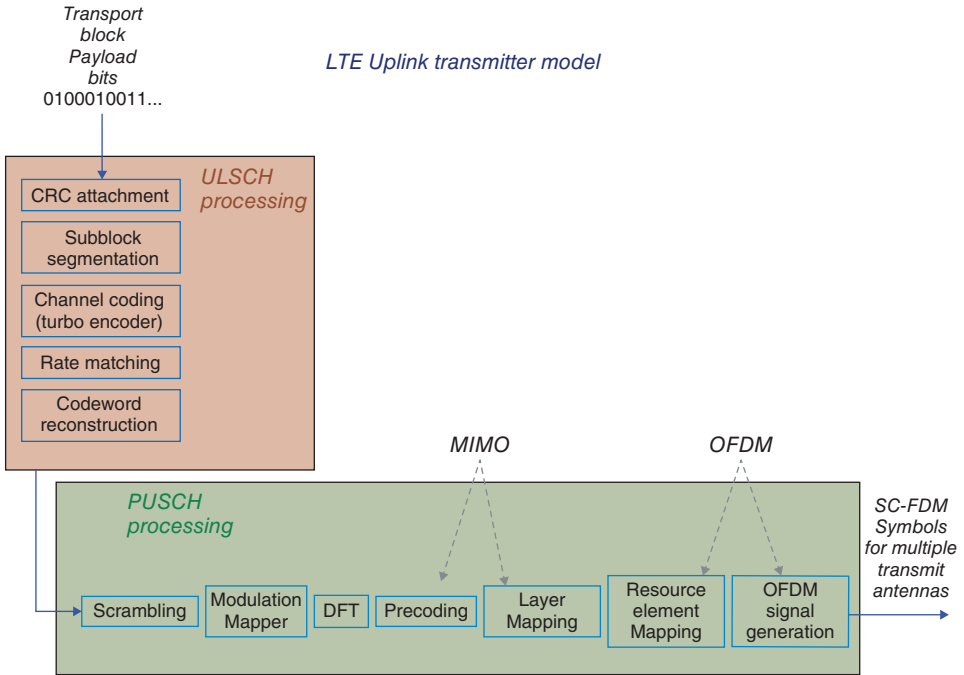 Transport
block
Payload
bits
0100010011...
LTE Uplink transmitter model
ULSCH
processing
CRC attachment
Subblock
segmentation
Channel coding
(turbo encoder)
Rate matching
Codeword
reconstruction
MIMO
OFDM
PUSCH
processing
Scrambling
Modulation
Mapper
DFT
Precoding
Layer
Mapping
Resource
element
Mapping
OFDM
signal
generation
SC-FDM
Symbols
for multiple
transmit
antennas